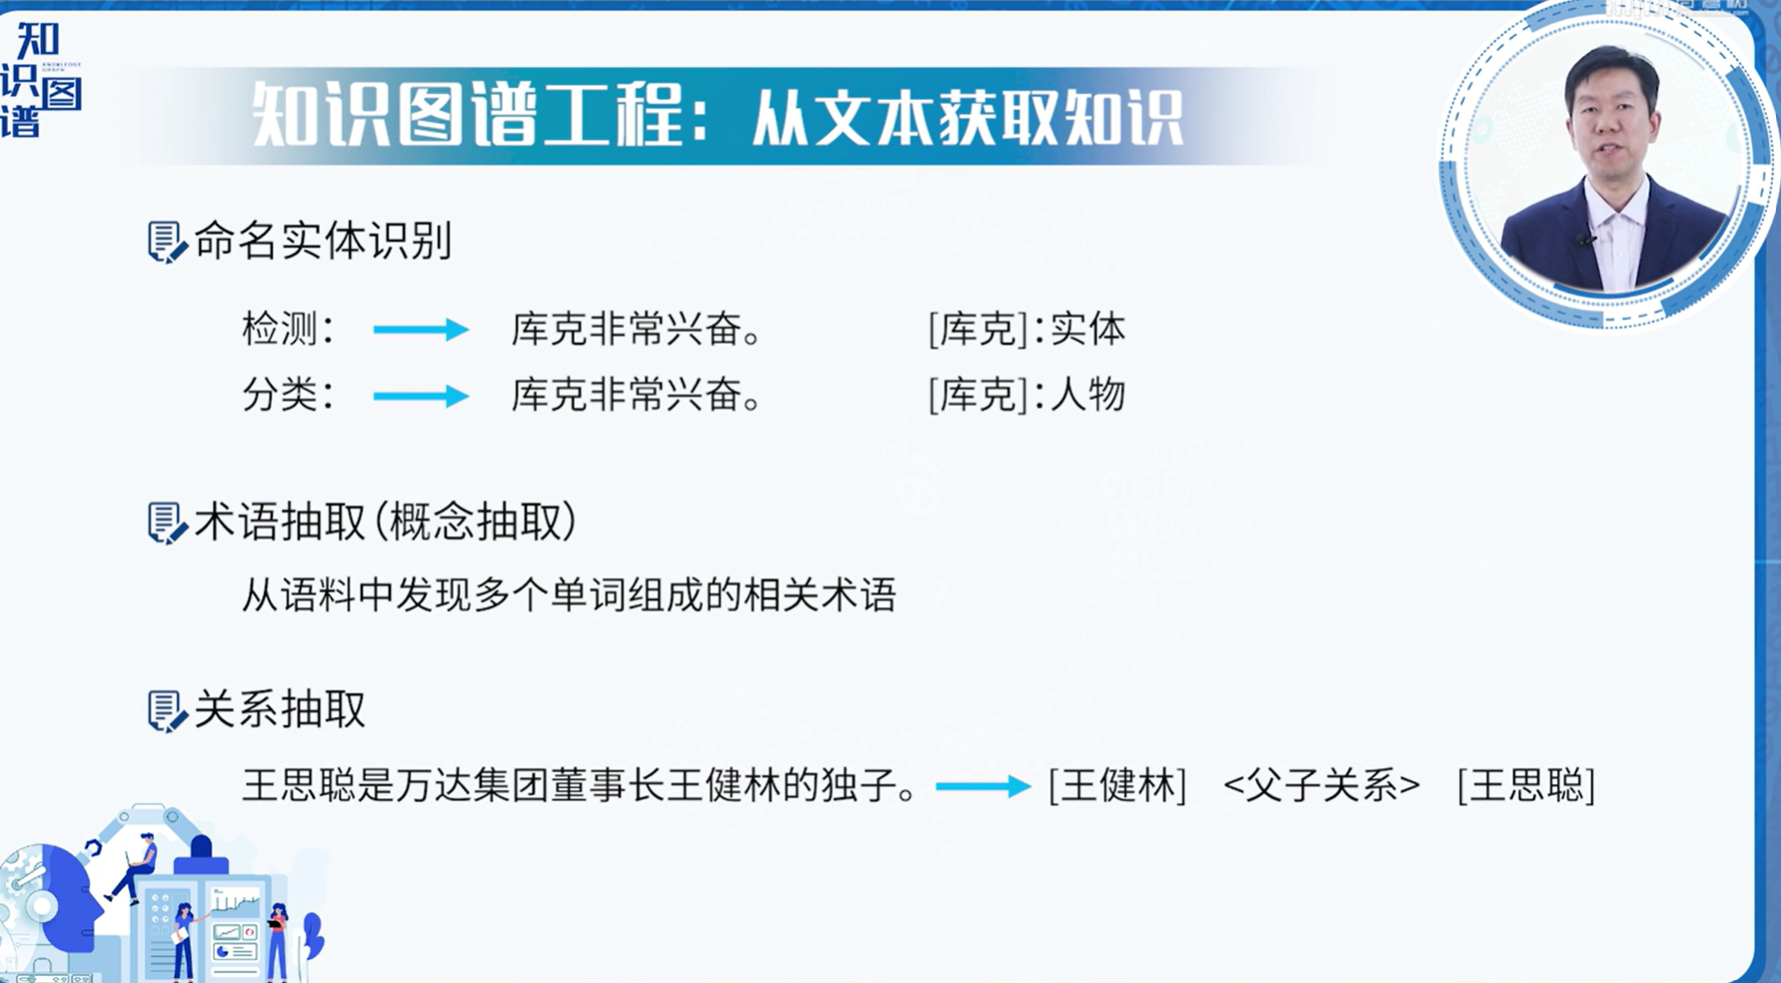 知识图谱
KNOWLEDGE GRAPH
知识图谱工程：从文本获取知识
命名实体识别
检测： 库克非常兴奋。 [库克]：实体
分类： 库克非常兴奋。 [库克]：人物
术语抽取（概念抽取）
从语料中发现多个单词组成的相关术语
关系抽取
王思聪是万达集团董事长王健林的独子。 [王健林] <父子关系> [王思聪]